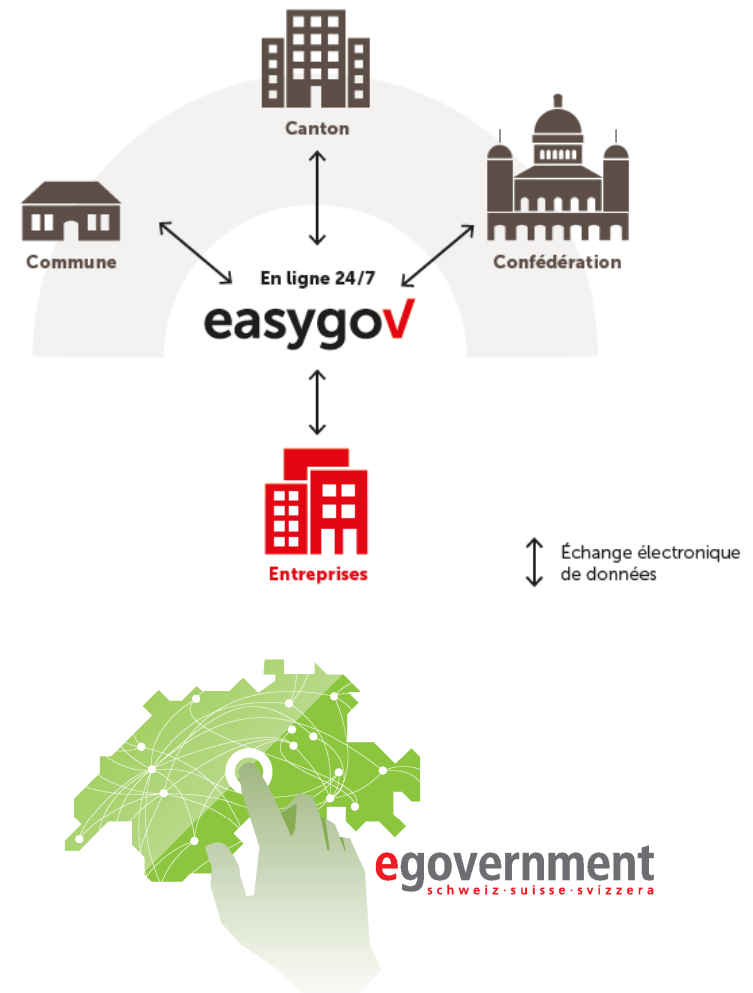 Canton
Commune
Confédération
En ligne 24/7
easygov
Entreprises
Échange électronique
de données
egovernment
schweiz·suisse·svizzera